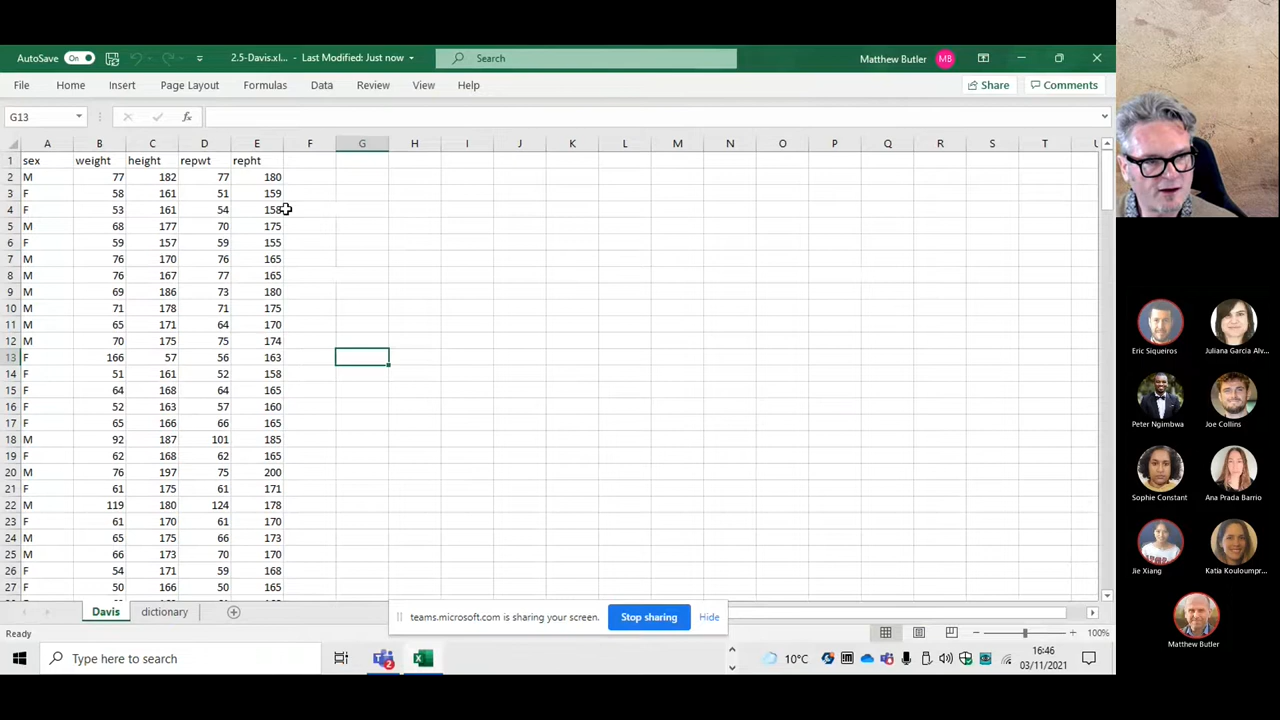 AutoSave On 2.5-Davis.xl... - Last Modified: Just now Search Matthew Butler MB
File Home Insert Page Layout Formulas Data Review View Help Share Comments
G13 fx
A B C D E F G H I J K L M N O P Q R S T U
1 sex weight height repwt repht
2 M 77 182 77 180
3 F 58 161 51 159
4 F 53 161 54 158
5 M 68 177 70 175
6 F 59 157 59 155
7 M 76 170 76 165
8 M 76 167 77 165
9 M 69 186 73 180
10 M 71 178 71 175
11 M 65 171 64 170
12 M 70 175 75 174
13 F 166 57 56 163
14 F 51 161 52 158
15 F 64 168 64 165
16 F 52 163 57 160
17 F 65 166 66 165
18 M 92 187 101 185
19 F 62 168 62 165
20 M 76 197 75 200
21 F 61 175 61 171
22 M 119 180 124 178
23 F 61 170 61 170
24 M 65 175 66 173
25 M 66 173 70 170
26 F 54 171 59 168
27 F 50 166 50 165
Davis dictionary
teams.microsoft.com is sharing your screen. Stop sharing Hide
Ready 100%
Type here to search 2 10°C 16:46
03/11/2021
Eric Siqueiros Juliana Garcia Alv...
Peter Ngimbwa Joe Collins
Sophie Constant Ana Prada Barrio
Jie Xiang Katia Kouloumpr...
Matthew Butler